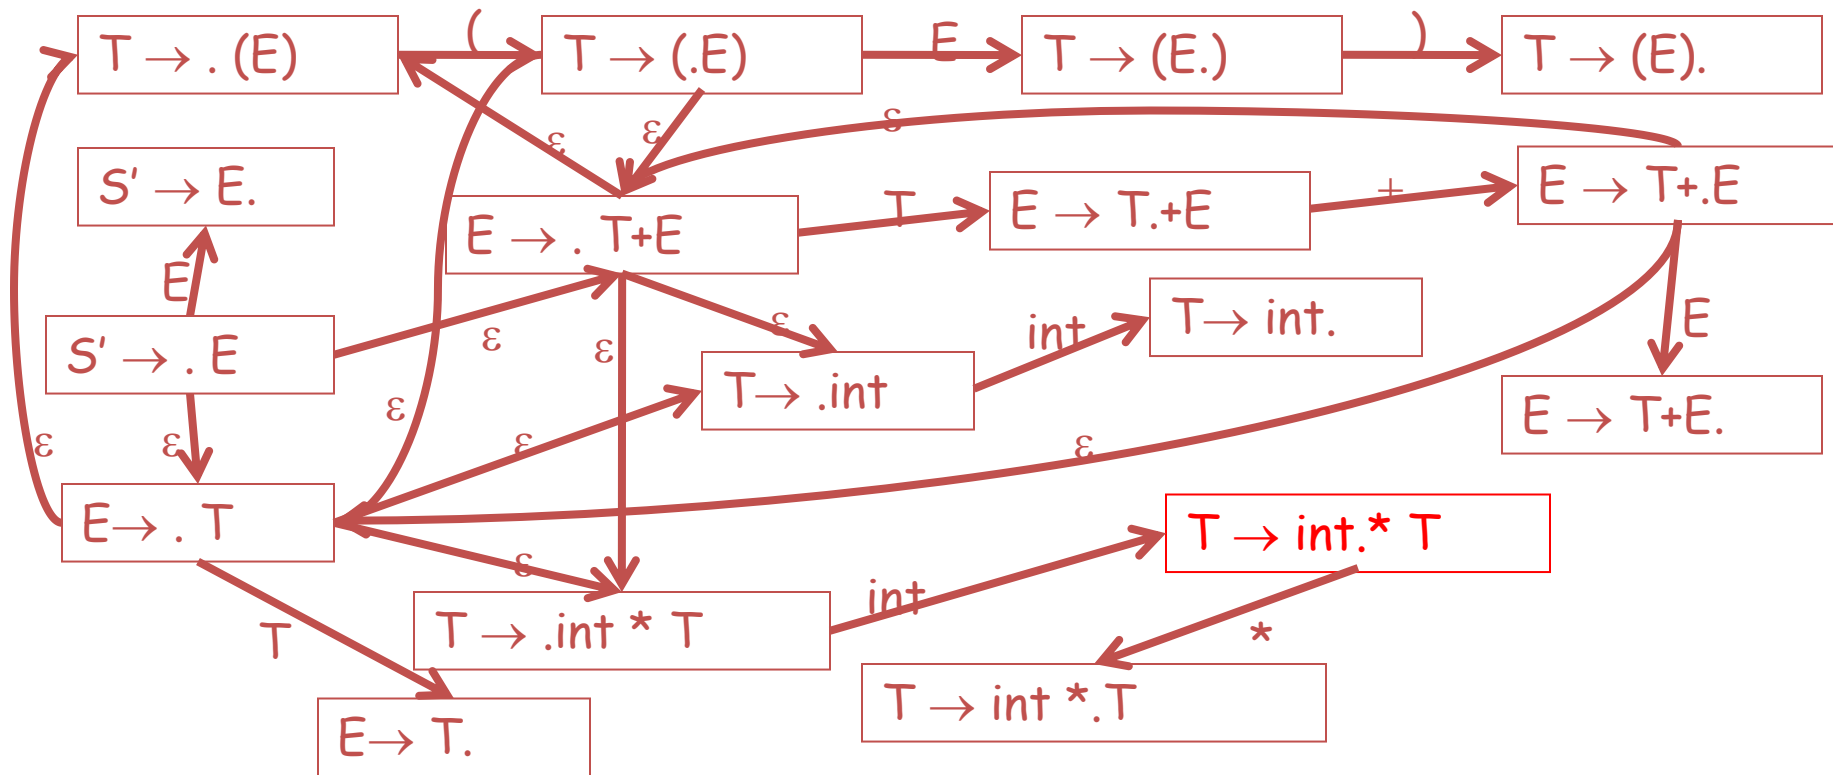 (
T → . (E)
T → (.E)
E
T → (E.)
)
T → (E).
ε
ε
ε
S' → E.
E → . T+E
T
E → T.+E
+
E → T+.E
E
S' → . E
ε
ε
ε
int
T→ int.
E
T→ .int
E → T+E.
ε
ε
ε
ε
ε
E→ . T
T → int.* T
ε
int
T → .int * T
T
*
T → int *.T
E→ T.